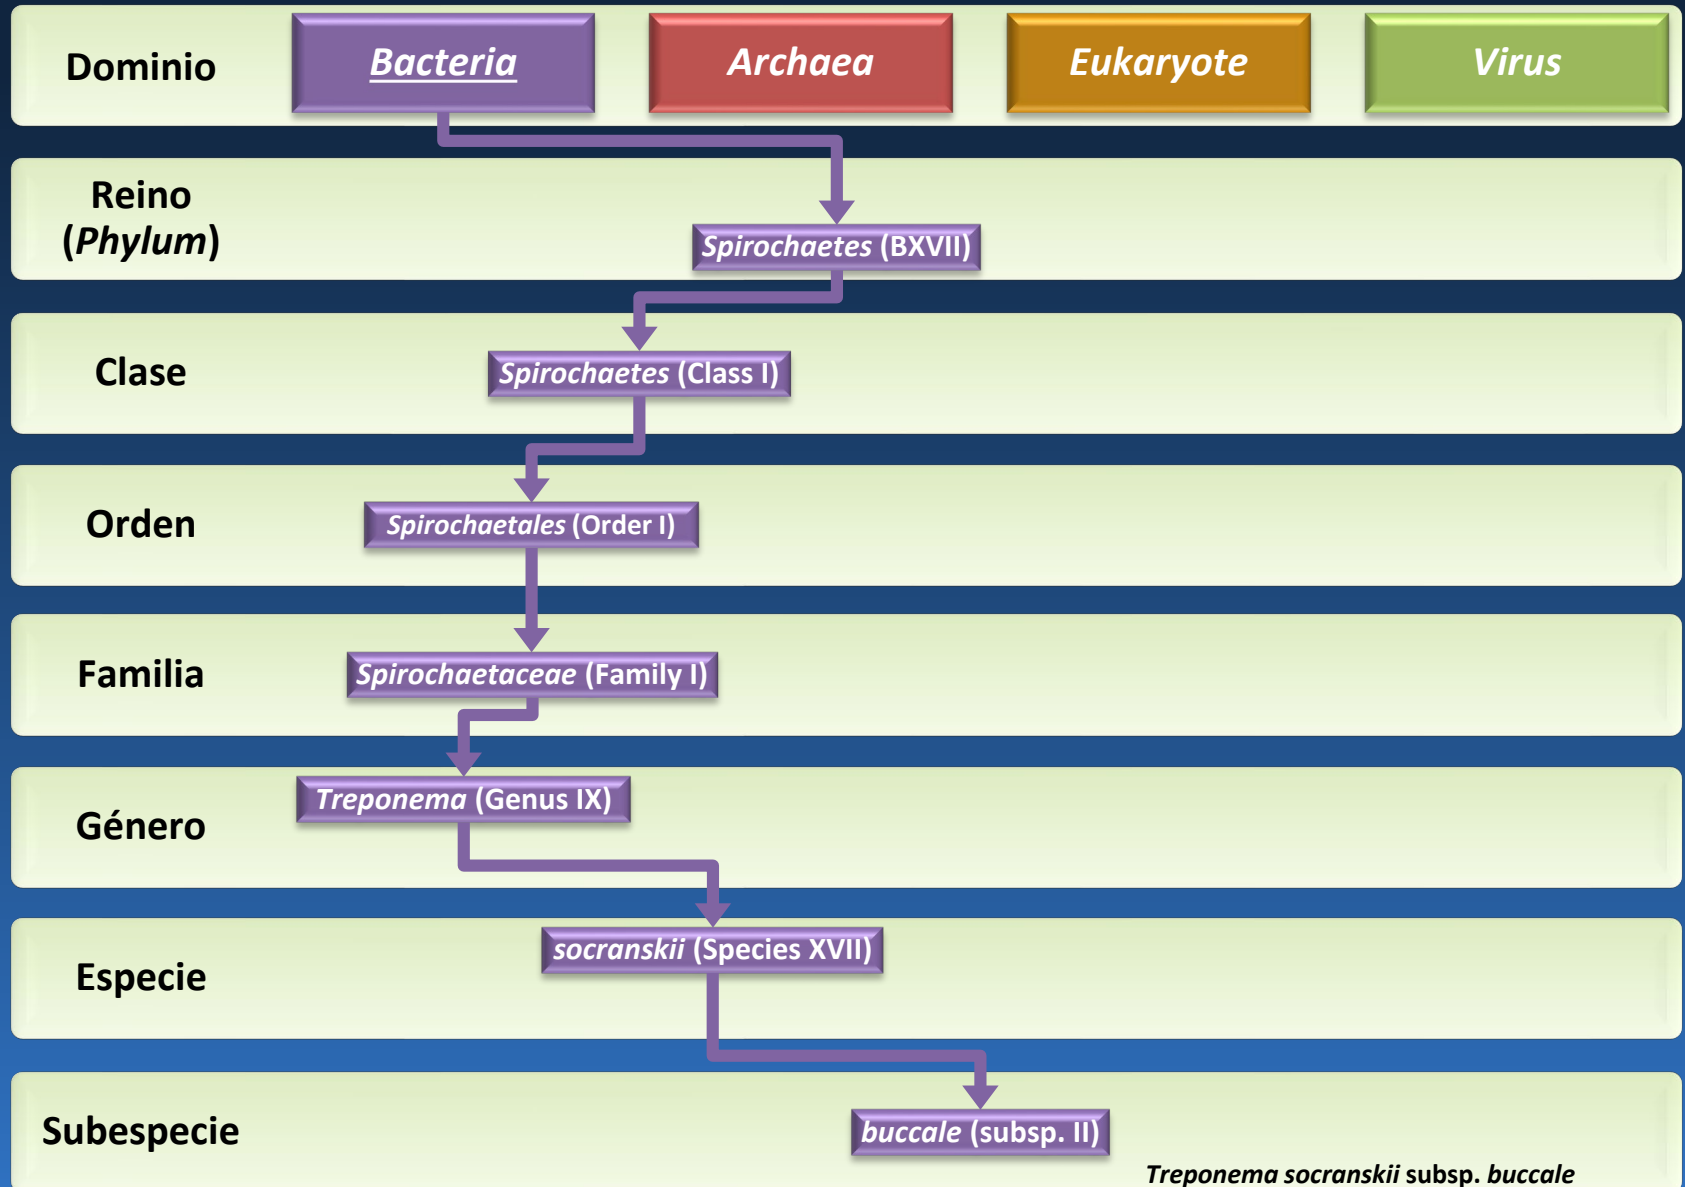 Dominio
Bacteria
Archaea
Eukaryote
Virus
Reino
(Phylum)
Spirochaetes (BXVII)
Clase
Spirochaetes (Class I)
Orden
Spirochaetales (Order I)
Familia
Spirochaetaceae (Family I)
Género
Treponema (Genus IX)
Especie
socranskii (Species XVII)
Subespecie
buccale (subsp. II)
Treponema socranskii subsp. buccale